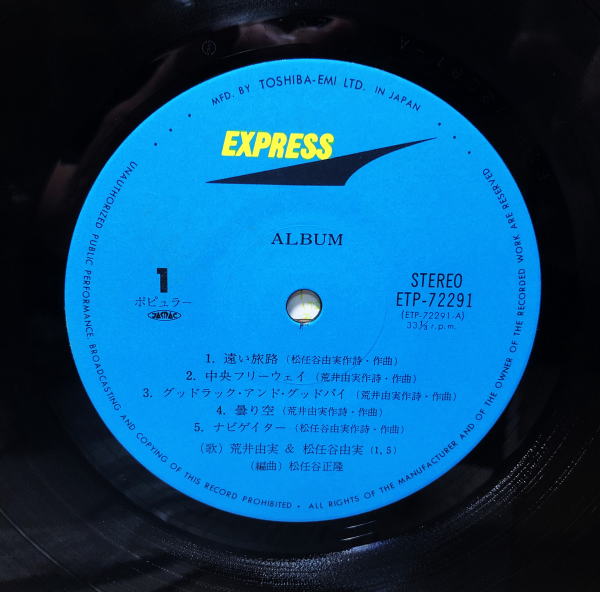 MFD. BY TOSHIBA-EMI LTD. IN JAPAN
EXPRESS
ALBUM
1
ポピュラー
JASRAC
STEREO
ETP-72291
(ETP-72291-A)
33⅓ r.p.m.
1. 遠い旅路 (松任谷由実作詩・作曲)
2. 中央フリーウェイ (荒井由実作詩・作曲)
3. グッドラック・アンド・グッドバイ (荒井由実作詩・作曲)
4. 曇り空 (荒井由実作詩・作曲)
5. ナビゲイター (松任谷由実作詩・作曲)
(歌) 荒井由実 & 松任谷由実 (1, 5)
(編曲) 松任谷正隆
UNAUTHORIZED PUBLIC PERFORMANCE, BROADCASTING AND COPYING OF THIS RECORD PROHIBITED • ALL RIGHTS OF THE MANUFACTURER AND OF THE OWNER OF THE RECORDED WORK ARE RESERVED